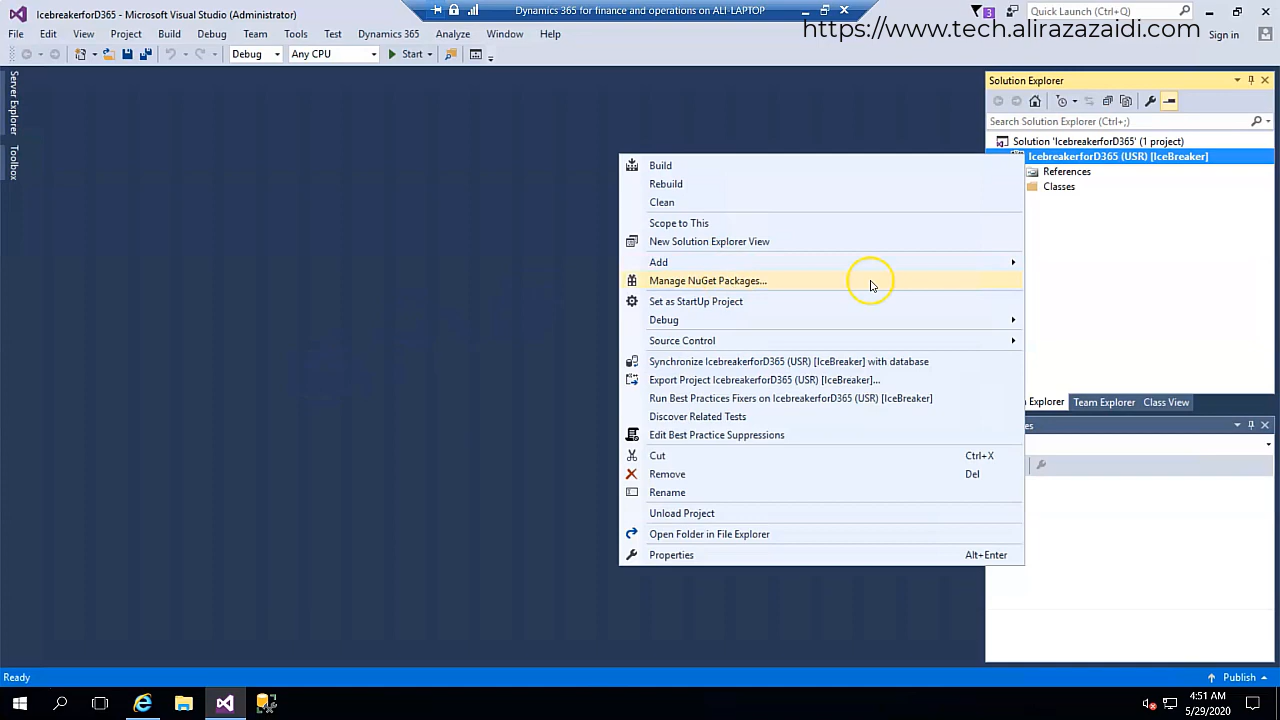 IcebreakerforD365 - Microsoft Visual Studio (Administrator)
Dynamics 365 for finance and operations on ALI-LAPTOP
3
Quick Launch (Ctrl+Q)
https://www.tech.alirazazaidi.com
File Edit View Project Build Debug Team Tools Test Dynamics 365 Analyze Window Help
Sign in
Debug Any CPU Start
Server Explorer
Toolbox
Solution Explorer
Search Solution Explorer (Ctrl+;)
Solution 'IcebreakerforD365' (1 project)
IcebreakerforD365 (USR) [IceBreaker]
References
Classes
Build
Rebuild
Clean
Scope to This
New Solution Explorer View
Add
Manage NuGet Packages...
Set as StartUp Project
Debug
Source Control
Synchronize IcebreakerforD365 (USR) [IceBreaker] with database
Export Project IcebreakerforD365 (USR) [IceBreaker]...
Run Best Practices Fixers on IcebreakerforD365 (USR) [IceBreaker]
Discover Related Tests
Edit Best Practice Suppressions
Cut Ctrl+X
Remove Del
Rename
Unload Project
Open Folder in File Explorer
Properties Alt+Enter
Explorer Team Explorer Class View
es
Ready
Publish
4:51 AM
5/29/2020